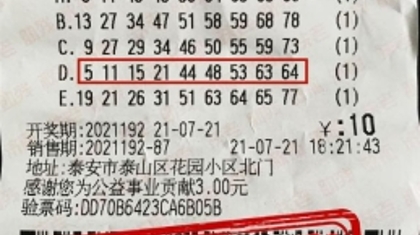 B.13 27 34 47 51 58 59 68 78 (1)
C. 9 27 29 34 46 50 55 59 73 (1)
D. 5 11 15 21 44 48 53 63 64 (1)
E.19 21 26 31 51 63 64 65 77 (1)
开奖期:2021192 21-07-21 ¥:10
销售期:2021192-87 21-07-21 18:21:43
地址:泰安市泰山区花园小区北门
感谢您为公益事业贡献3.00元
验票码:DD70B6423CA6B05B